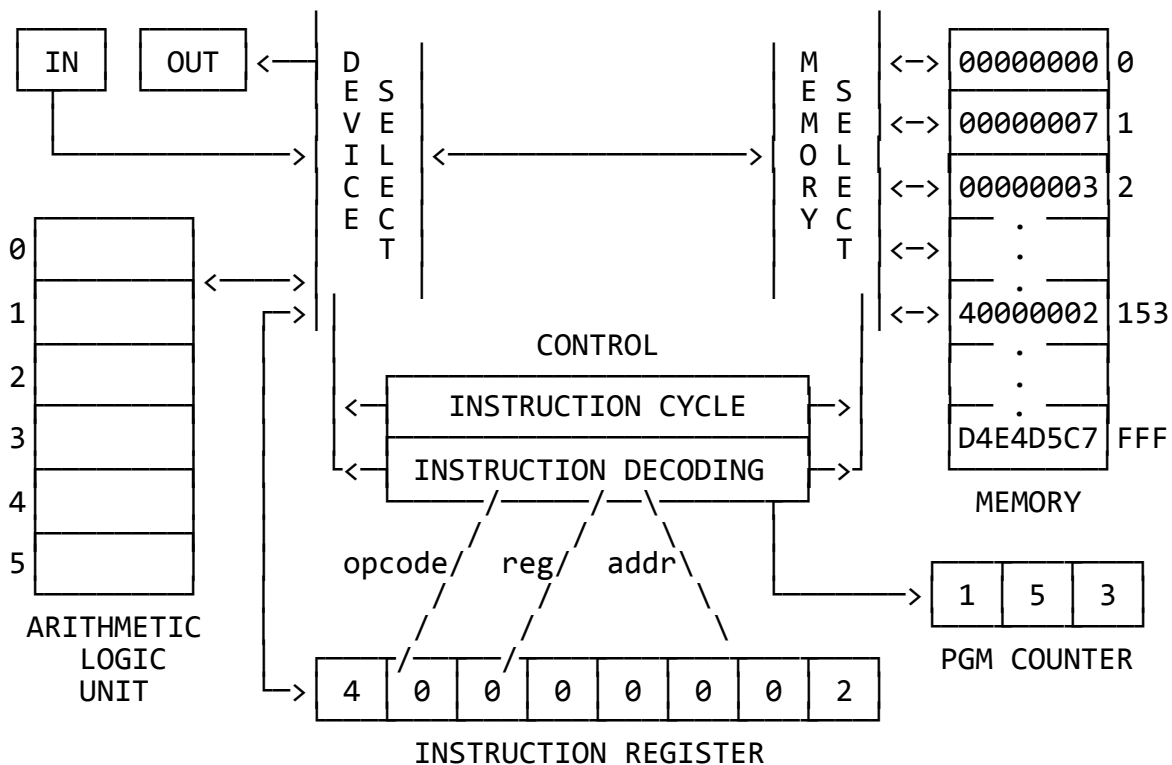 IN OUT
DEVICE SELECT
MEMORY SELECT
00000000 0
00000007 1
00000003 2
.
.
.
40000002 153
.
.
.
D4E4D5C7 FFF
MEMORY
0
1
2
3
4
5
ARITHMETIC
LOGIC
UNIT
CONTROL
INSTRUCTION CYCLE
INSTRUCTION DECODING
opcode reg addr
1 5 3
PGM COUNTER
4 0 0 0 0 0 0 2
INSTRUCTION REGISTER